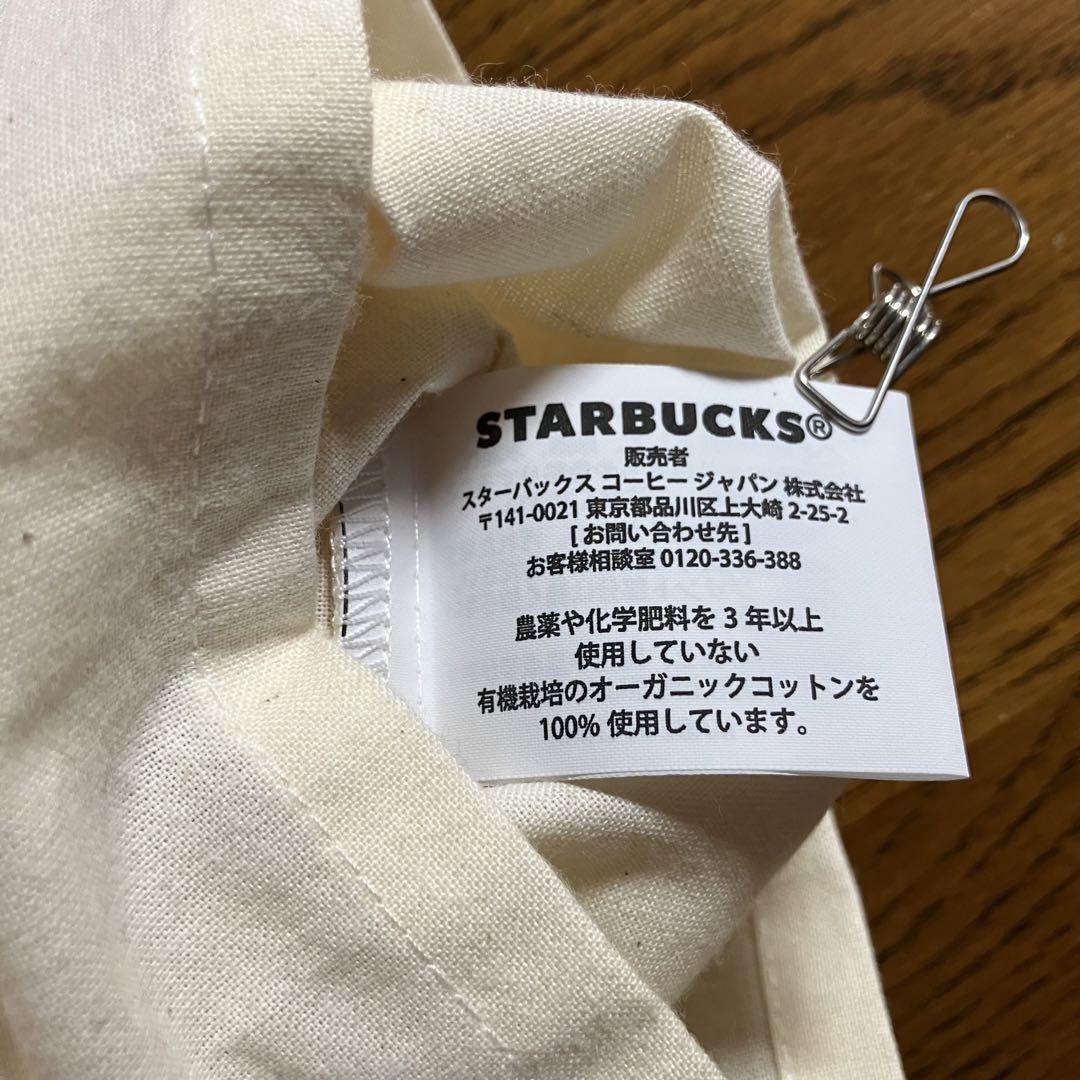 STARBUCKS®
販売者
スターバックス コーヒー ジャパン 株式会社
〒141-0021 東京都品川区上大崎 2-25-2
[ お問い合わせ先 ]
お客様相談室 0120-336-388
農薬や化学肥料を 3 年以上
使用していない
有機栽培のオーガニックコットンを
100% 使用しています。